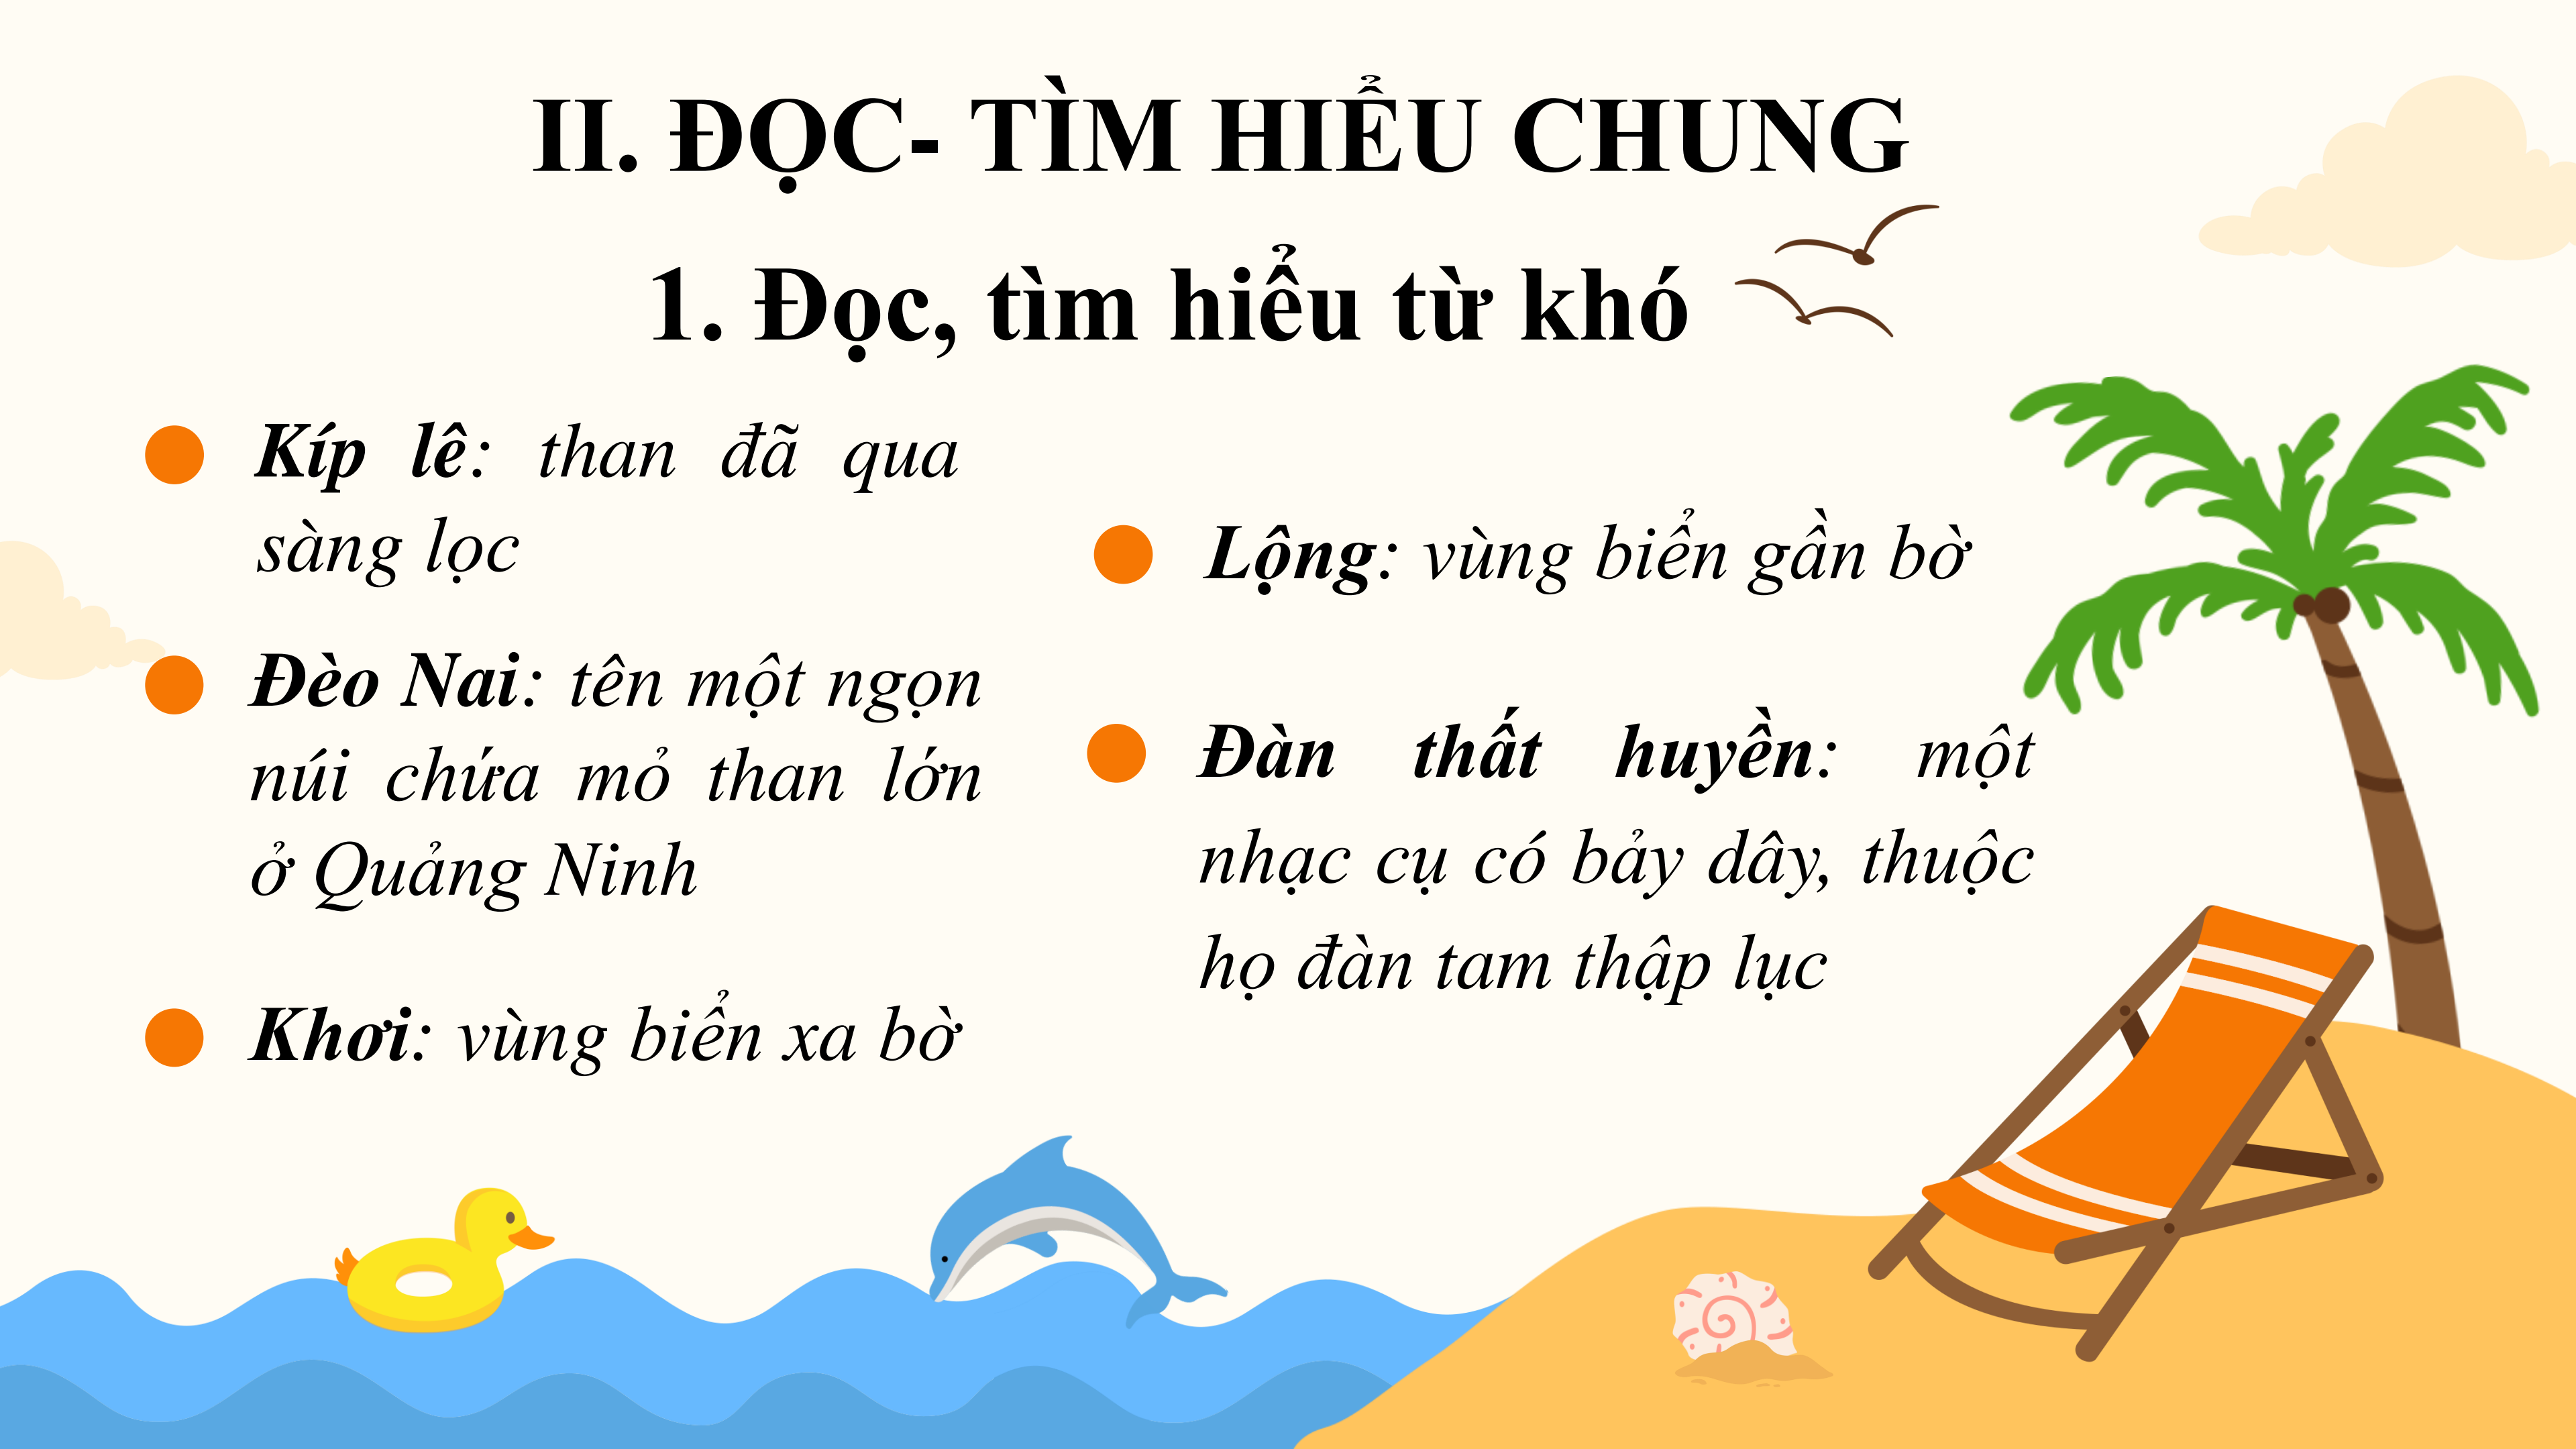 II. ĐỌC- TÌM HIỂU CHUNG
1. Đọc, tìm hiểu từ khó
Kíp lê: than đã qua
sàng lọc
Đèo Nai: tên một ngọn
núi chứa mỏ than lớn
ở Quảng Ninh
Khơi: vùng biển xa bờ
Lộng: vùng biển gần bờ
Đàn thất huyền: một
nhạc cụ có bảy dây, thuộc
họ đàn tam thập lục